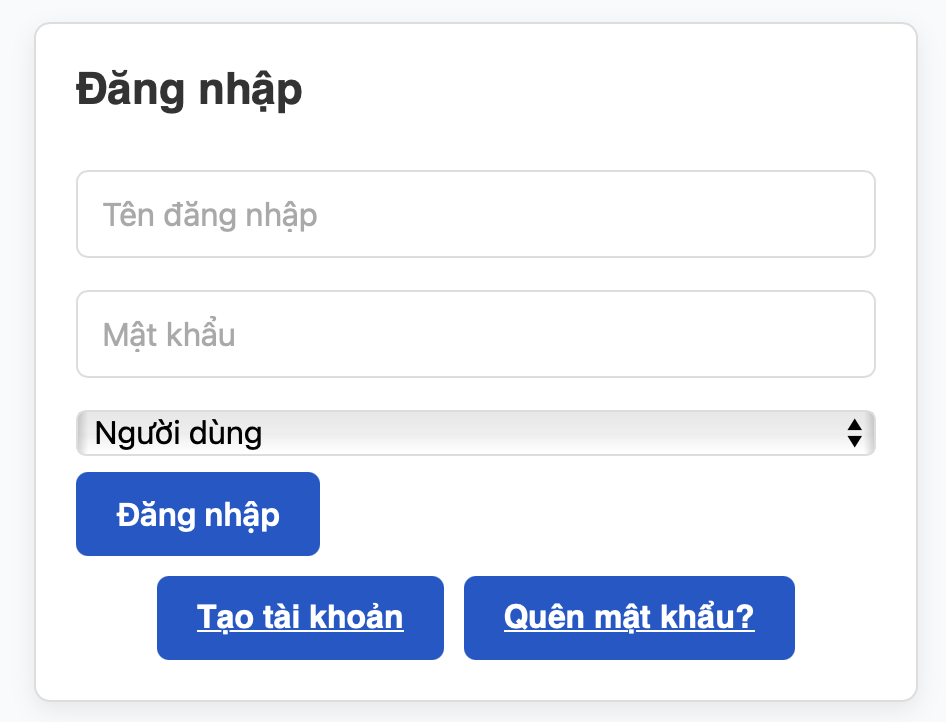 Đăng nhập
Tên đăng nhập
Mật khẩu
Người dùng
Đăng nhập
Tạo tài khoản Quên mật khẩu?